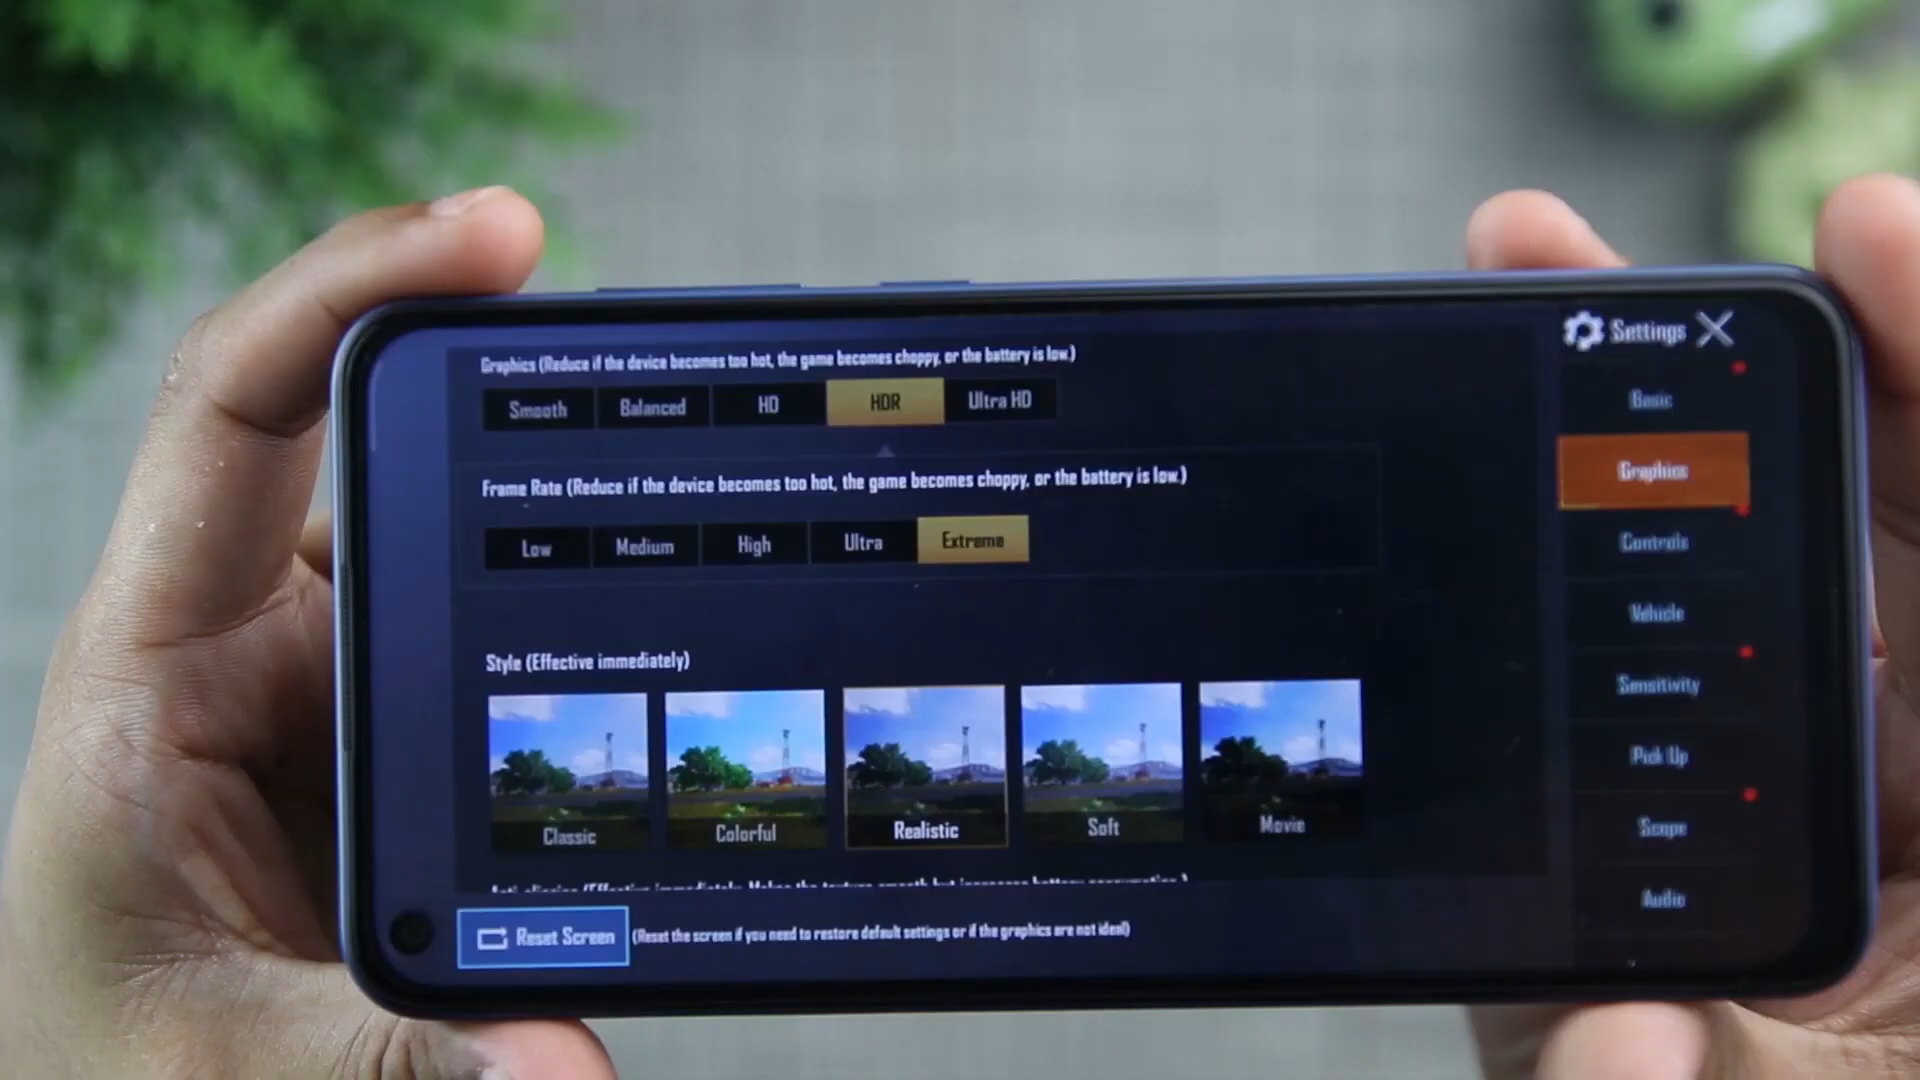 Settings
Graphics (Reduce if the device becomes too hot, the game becomes choppy, or the battery is low.)
Smooth Balanced HD HDR Ultra HD
Frame Rate (Reduce if the device becomes too hot, the game becomes choppy, or the battery is low.)
Low Medium High Ultra Extreme
Style (Effective immediately)
Classic Colorful Realistic Soft Movie
Reset Screen (Reset the screen if you need to restore default settings or if the graphics are not ideal)
Basic
Graphics
Controls
Vehicle
Sensitivity
Pick Up
Scope
Audio